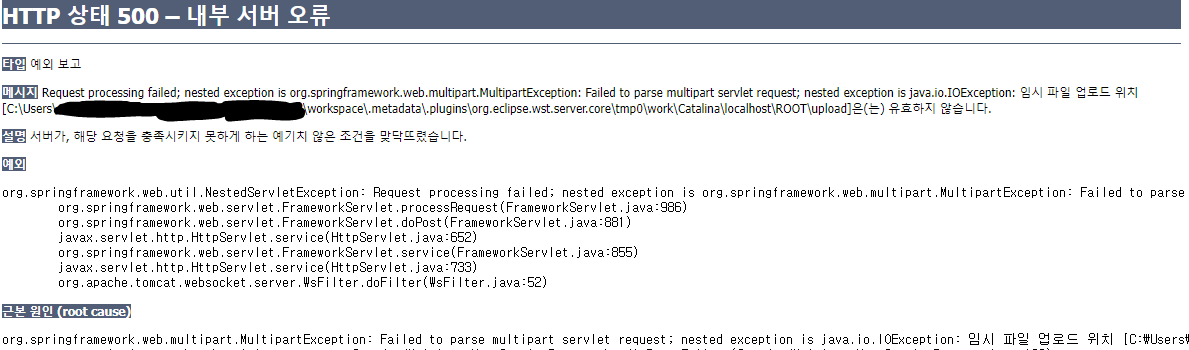 HTTP 상태 500 – 내부 서버 오류
타입 예외 보고
메시지 Request processing failed; nested exception is org.springframework.web.multipart.MultipartException: Failed to parse multipart servlet request; nested exception is java.io.IOException: 임시 파일 업로드 위치
[C:\Users\ \workspace\.metadata\.plugins\org.eclipse.wst.server.core\tmp0\work\Catalina\localhost\ROOT\upload]은(는) 유효하지 않습니다.
설명 서버가, 해당 요청을 충족시키지 못하게 하는 예기치 않은 조건을 맞닥뜨렸습니다.
예외
org.springframework.web.util.NestedServletException: Request processing failed; nested exception is org.springframework.web.multipart.MultipartException: Failed to parse
org.springframework.web.servlet.FrameworkServlet.processRequest(FrameworkServlet.java:986)
org.springframework.web.servlet.FrameworkServlet.doPost(FrameworkServlet.java:881)
javax.servlet.http.HttpServlet.service(HttpServlet.java:652)
org.springframework.web.servlet.FrameworkServlet.service(FrameworkServlet.java:855)
javax.servlet.http.HttpServlet.service(HttpServlet.java:733)
org.apache.tomcat.websocket.server.WsFilter.doFilter(WsFilter.java:52)
근본 원인 (root cause)
org.springframework.web.multipart.MultipartException: Failed to parse multipart servlet request; nested exception is java.io.IOException: 임시 파일 업로드 위치 [C:₩Users₩